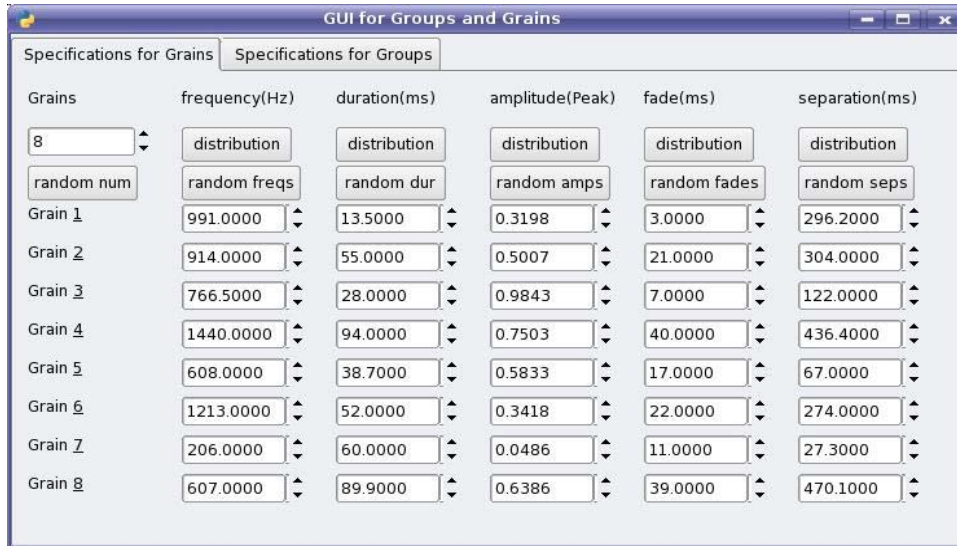 GUI for Groups and Grains
Specifications for Grains Specifications for Groups
Grains frequency(Hz) duration(ms) amplitude(Peak) fade(ms) separation(ms)
8 distribution distribution distribution distribution distribution
random num random freqs random dur random amps random fades random seps
Grain 1 991.0000 13.5000 0.3198 3.0000 296.2000
Grain 2 914.0000 55.0000 0.5007 21.0000 304.0000
Grain 3 766.5000 28.0000 0.9843 7.0000 122.0000
Grain 4 1440.0000 94.0000 0.7503 40.0000 436.4000
Grain 5 608.0000 38.7000 0.5833 17.0000 67.0000
Grain 6 1213.0000 52.0000 0.3418 22.0000 274.0000
Grain 7 206.0000 60.0000 0.0486 11.0000 27.3000
Grain 8 607.0000 89.9000 0.6386 39.0000 470.1000